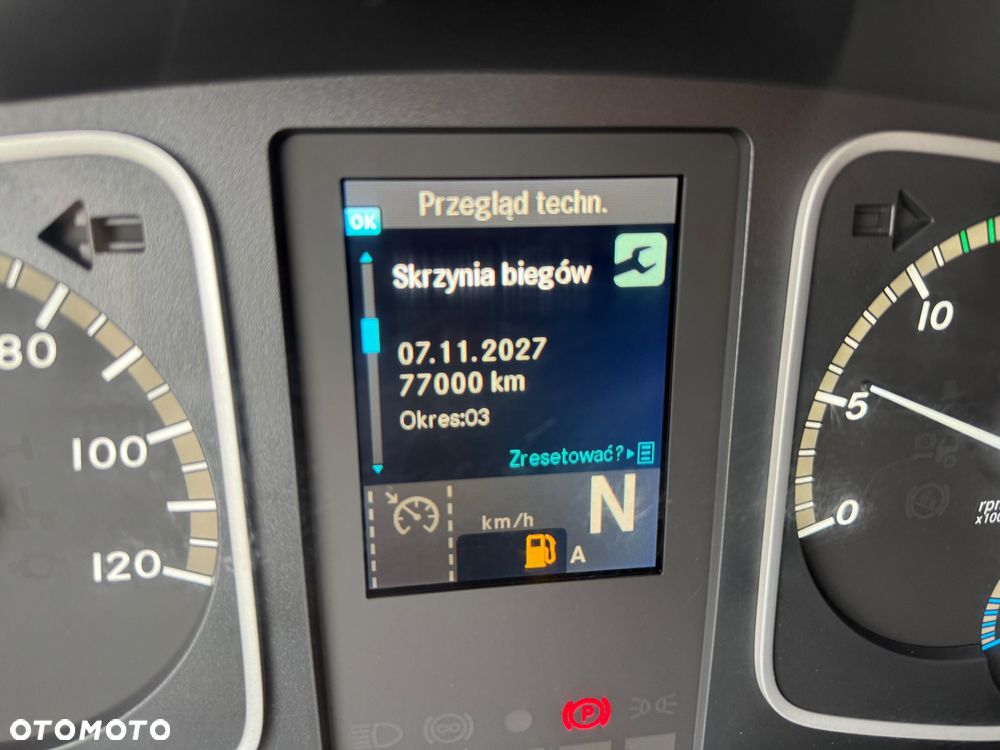 Przegląd techn.
OK
Skrzynia biegów
07.11.2027
77000 km
Okres:03
Zresetować?
km/h
N
A
80
100
120
10
5
0
rpm
P
OTOMOTO